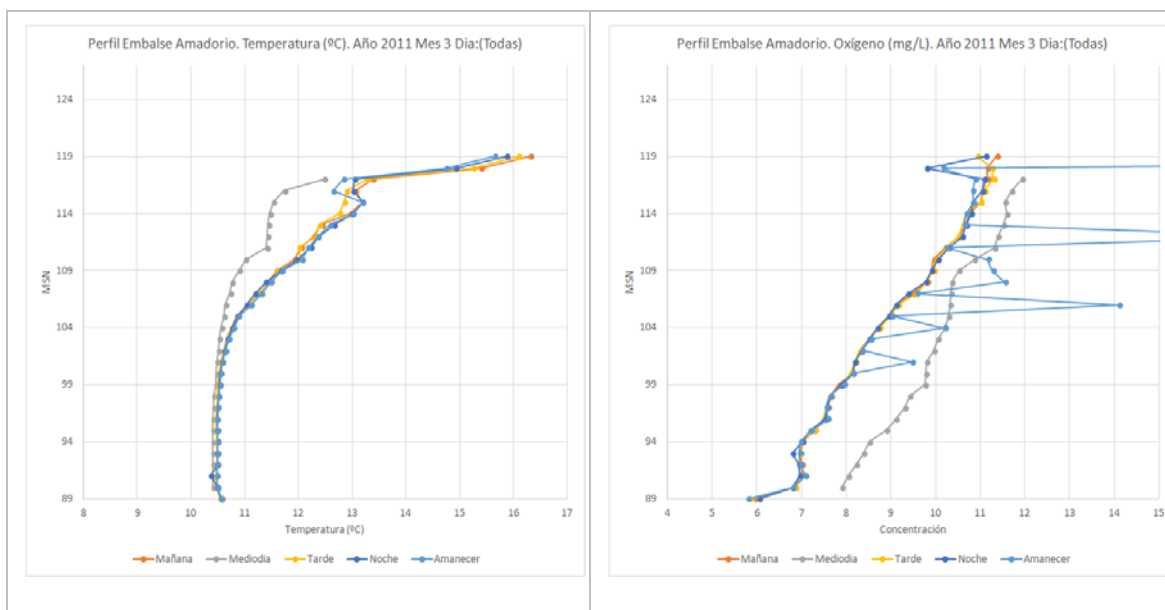 Perfil Embalse Amadorio. Temperatura (ºC). Año 2011 Mes 3 Dia:(Todas)
124
119
114
109
104
99
94
89
MSN
8 9 10 11 12 13 14 15 16 17
Temperatura (ºC)
Mañana Mediodia Tarde Noche Amanecer
Perfil Embalse Amadorio. Oxígeno (mg/L). Año 2011 Mes 3 Dia:(Todas)
124
119
114
109
104
99
94
89
MSN
4 5 6 7 8 9 10 11 12 13 14 15
Concentración
Mañana Mediodia Tarde Noche Amanecer